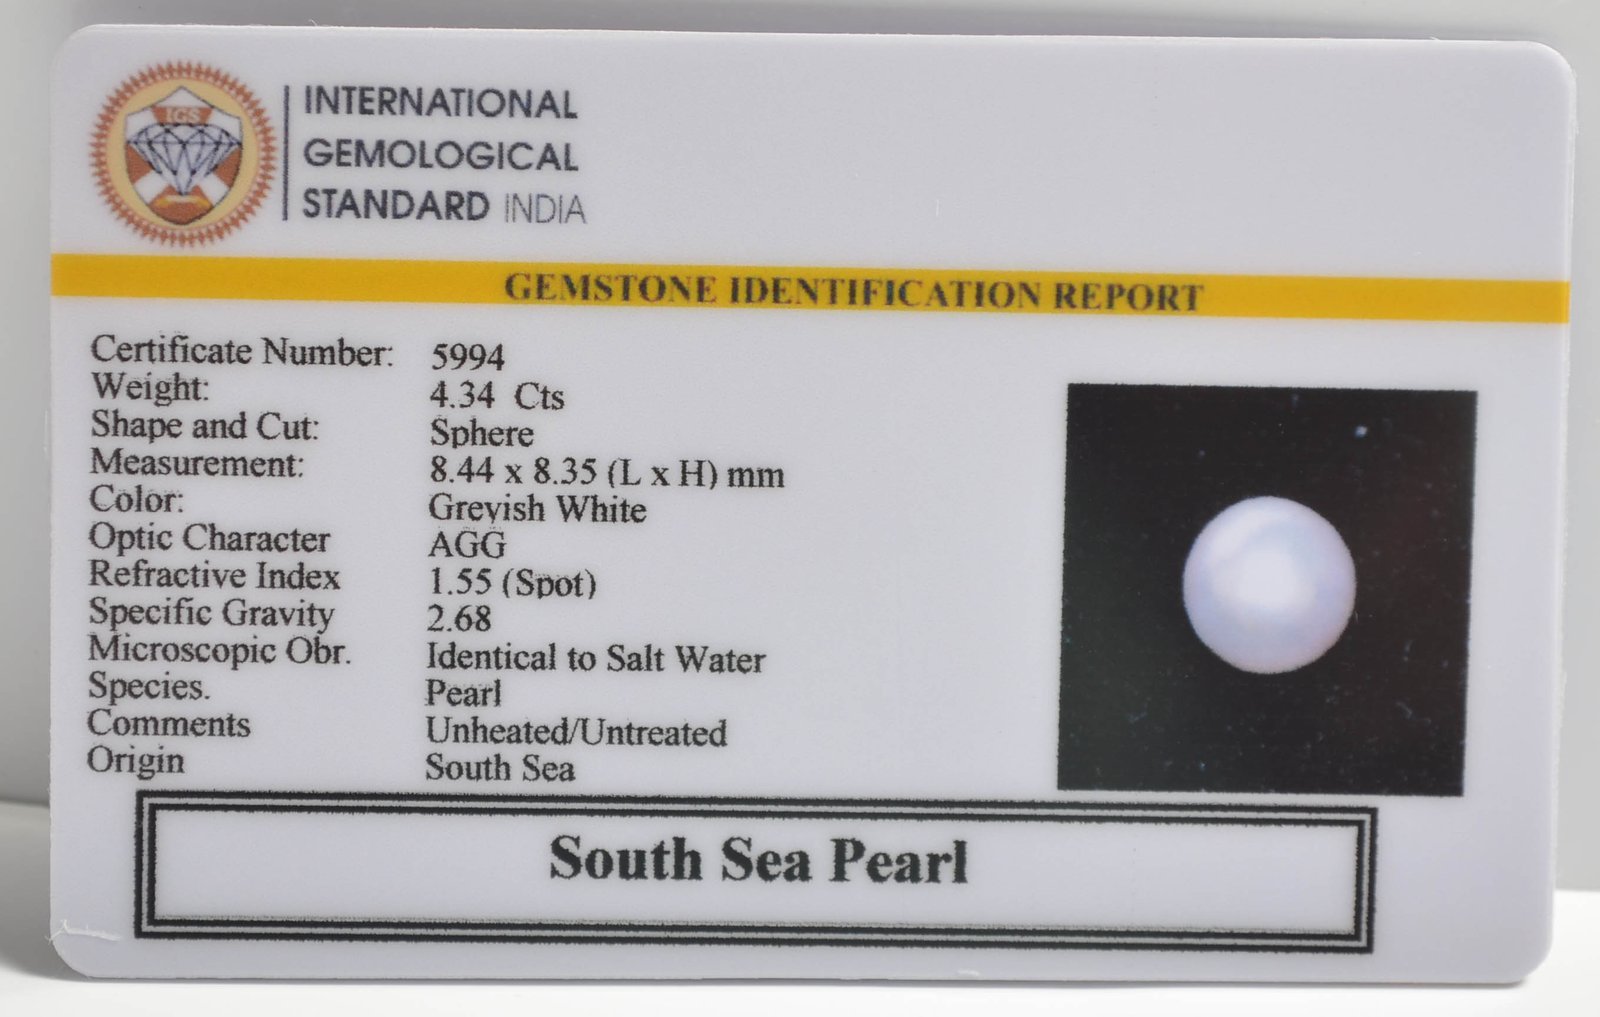 IGS
INTERNATIONAL
GEMOLOGICAL
STANDARD INDIA
GEMSTONE IDENTIFICATION REPORT
Certificate Number: 5994
Weight: 4.34 Cts
Shape and Cut: Sphere
Measurement: 8.44 x 8.35 (L x H) mm
Color: Greyish White
Optic Character AGG
Refractive Index 1.55 (Spot)
Specific Gravity 2.68
Microscopic Obr. Identical to Salt Water
Species. Pearl
Comments Unheated/Untreated
Origin South Sea
South Sea Pearl